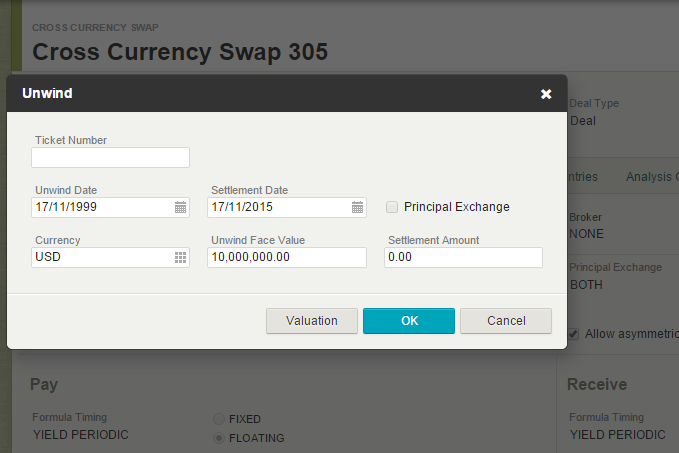 CROSS CURRENCY SWAP
Cross Currency Swap 305
Unwind
Deal Type
Deal
Ticket Number
Unwind Date
Settlement Date
17/11/1999
17/11/2015
Principal Exchange
ntries
Analysis
Broker
NONE
Currency
Unwind Face Value
Settlement Amount
USD
10,000,000.00
0.00
Principal Exchange
BOTH
Valuation
OK
Cancel
Allow asymmetric
Pay
Receive
Formula Timing
YIELD PERIODIC
FIXED
FLOATING
Formula Timing
YIELD PERIODIC